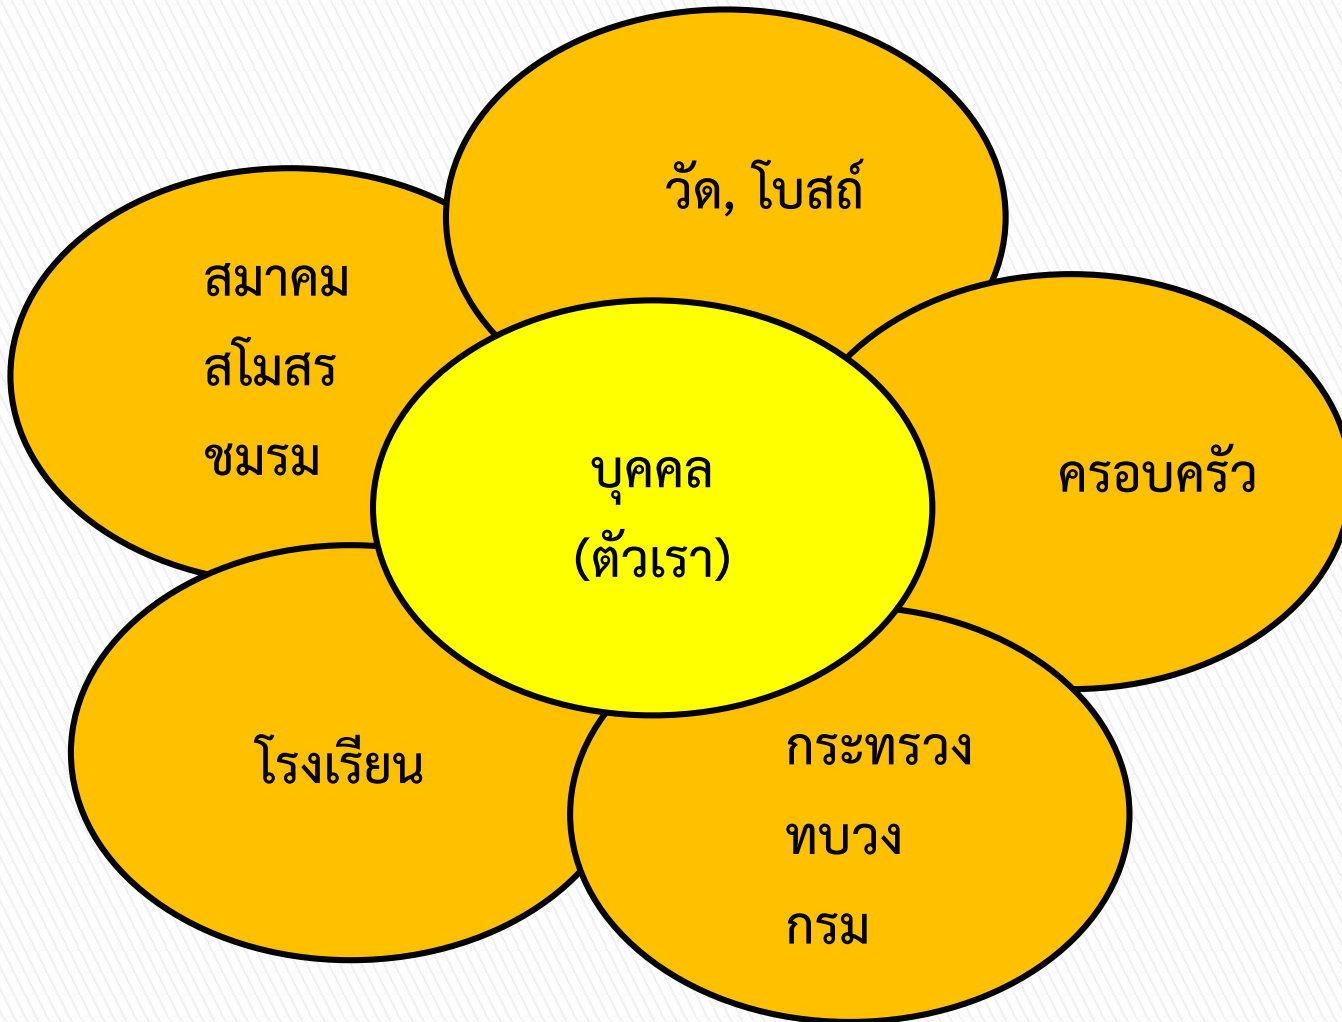 วัด, โบสถ์
สมาคม
สโมสร
ชมรม
บุคคล
(ตัวเรา)
ครอบครัว
โรงเรียน
กระทรวง
ทบวง
กรม